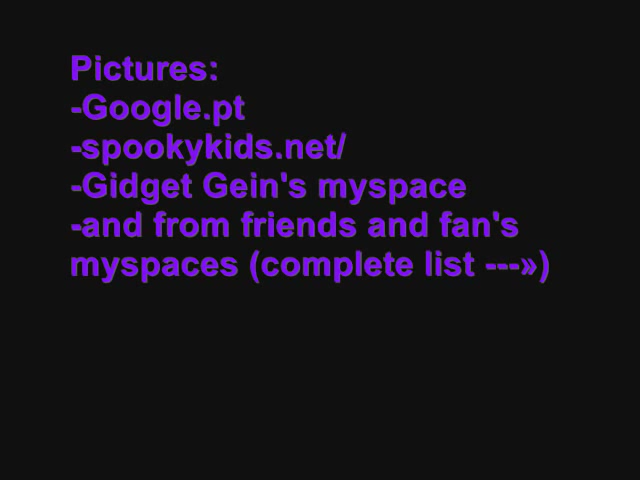 Pictures:
-Google.pt
-spookykids.net/
-Gidget Gein's myspace
-and from friends and fan's
myspaces (complete list ---»)